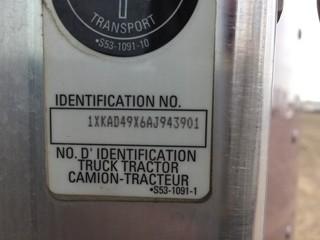 TRANSPORT
•S53-1091-10
IDENTIFICATION NO.
1XKAD49X6AJ943901
NO. D' IDENTIFICATION
TRUCK TRACTOR
CAMION-TRACTEUR
•S53-1091-1